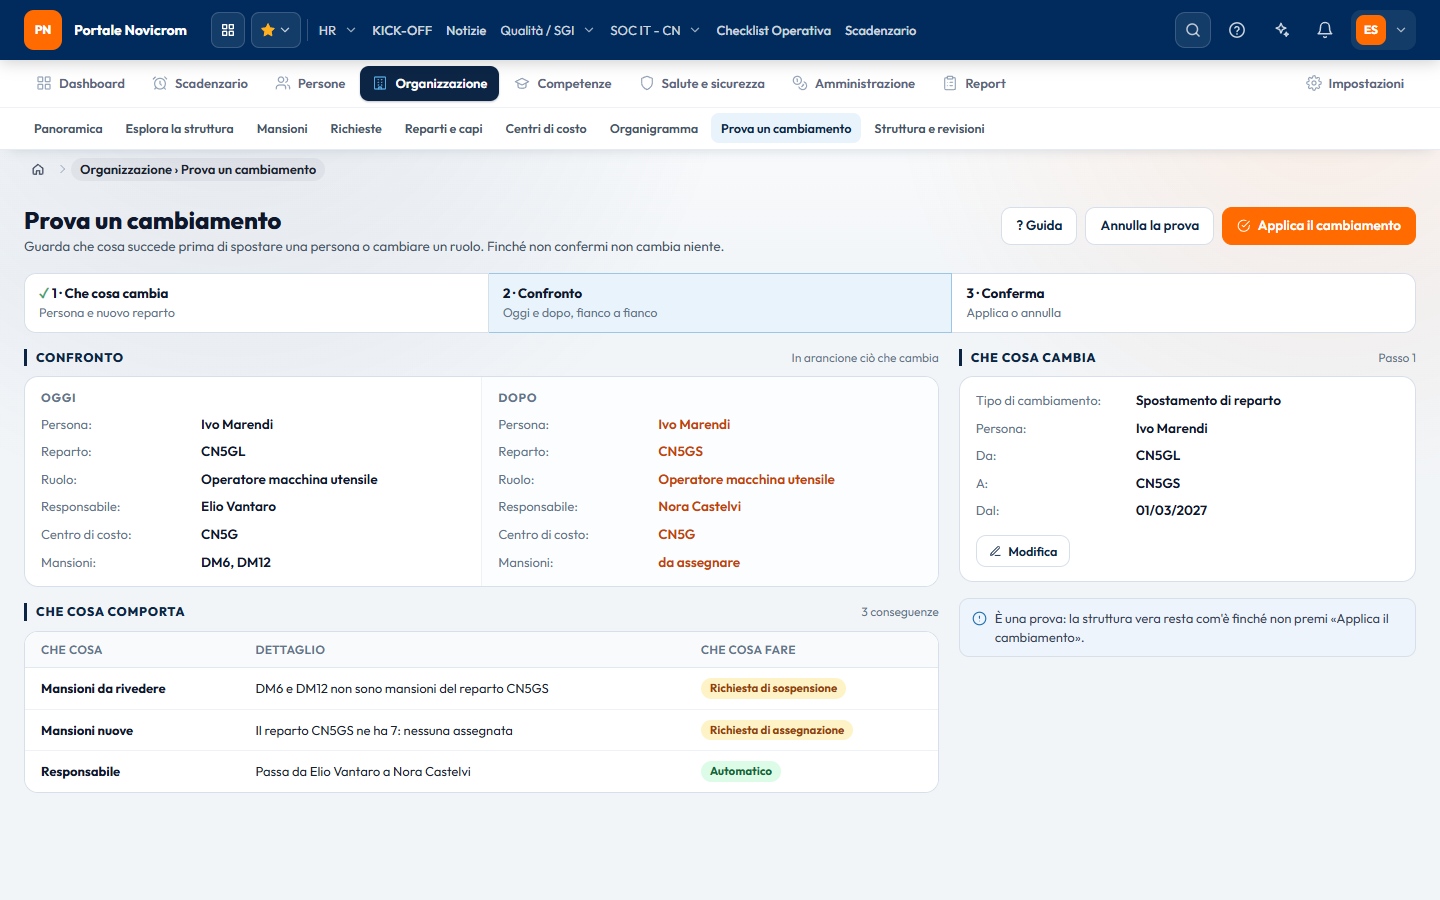 PN Portale Novicrom HR KICK-OFF Notizie Qualità / SGI SOC IT - CN Checklist Operativa Scadenzario ES
Dashboard Scadenzario Persone Organizzazione Competenze Salute e sicurezza Amministrazione Report Impostazioni
Panoramica Esplora la struttura Mansioni Richieste Reparti e capi Centri di costo Organigramma Prova un cambiamento Struttura e revisioni
Organizzazione › Prova un cambiamento
Prova un cambiamento
Guarda che cosa succede prima di spostare una persona o cambiare un ruolo. Finché non confermi non cambia niente.
? Guida Annulla la prova Applica il cambiamento
✓ 1 · Che cosa cambia
Persona e nuovo reparto
2 · Confronto
Oggi e dopo, fianco a fianco
3 · Conferma
Applica o annulla
CONFRONTO In arancione ciò che cambia
OGGI
Persona: Ivo Marendi
Reparto: CN5GL
Ruolo: Operatore macchina utensile
Responsabile: Elio Vantaro
Centro di costo: CN5G
Mansioni: DM6, DM12
DOPO
Persona: Ivo Marendi
Reparto: CN5GS
Ruolo: Operatore macchina utensile
Responsabile: Nora Castelvi
Centro di costo: CN5G
Mansioni: da assegnare
CHE COSA CAMBIA Passo 1
Tipo di cambiamento: Spostamento di reparto
Persona: Ivo Marendi
Da: CN5GL
A: CN5GS
Dal: 01/03/2027
Modifica
È una prova: la struttura vera resta com'è finché non premi «Applica il
cambiamento».
CHE COSA COMPORTA 3 conseguenze
CHE COSA DETTAGLIO CHE COSA FARE
Mansioni da rivedere DM6 e DM12 non sono mansioni del reparto CN5GS Richiesta di sospensione
Mansioni nuove Il reparto CN5GS ne ha 7: nessuna assegnata Richiesta di assegnazione
Responsabile Passa da Elio Vantaro a Nora Castelvi Automatico